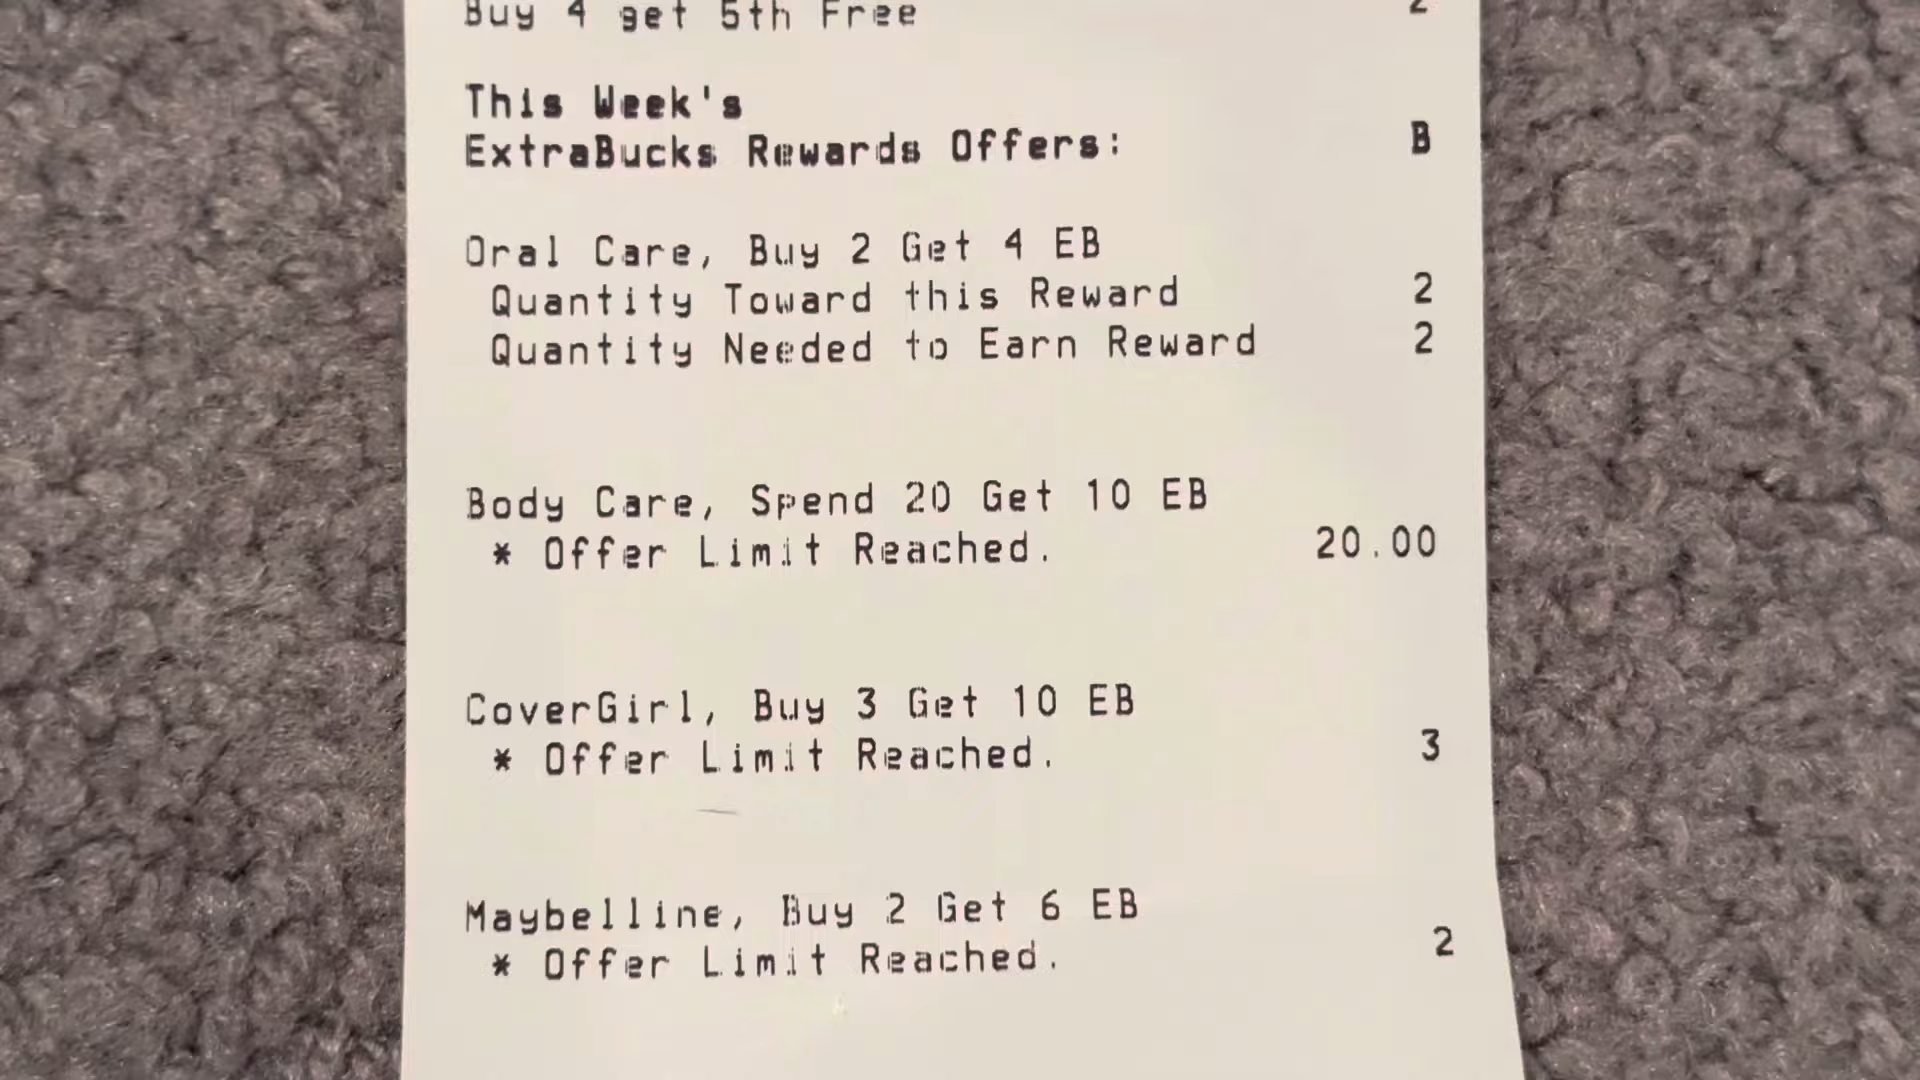 Buy 4 get 5th Free 2
This Week's
ExtraBucks Rewards Offers: B
Oral Care, Buy 2 Get 4 EB
Quantity Toward this Reward 2
Quantity Needed to Earn Reward 2
Body Care, Spend 20 Get 10 EB
* Offer Limit Reached. 20.00
CoverGirl, Buy 3 Get 10 EB
* Offer Limit Reached. 3
Maybelline, Buy 2 Get 6 EB
* Offer Limit Reached. 2